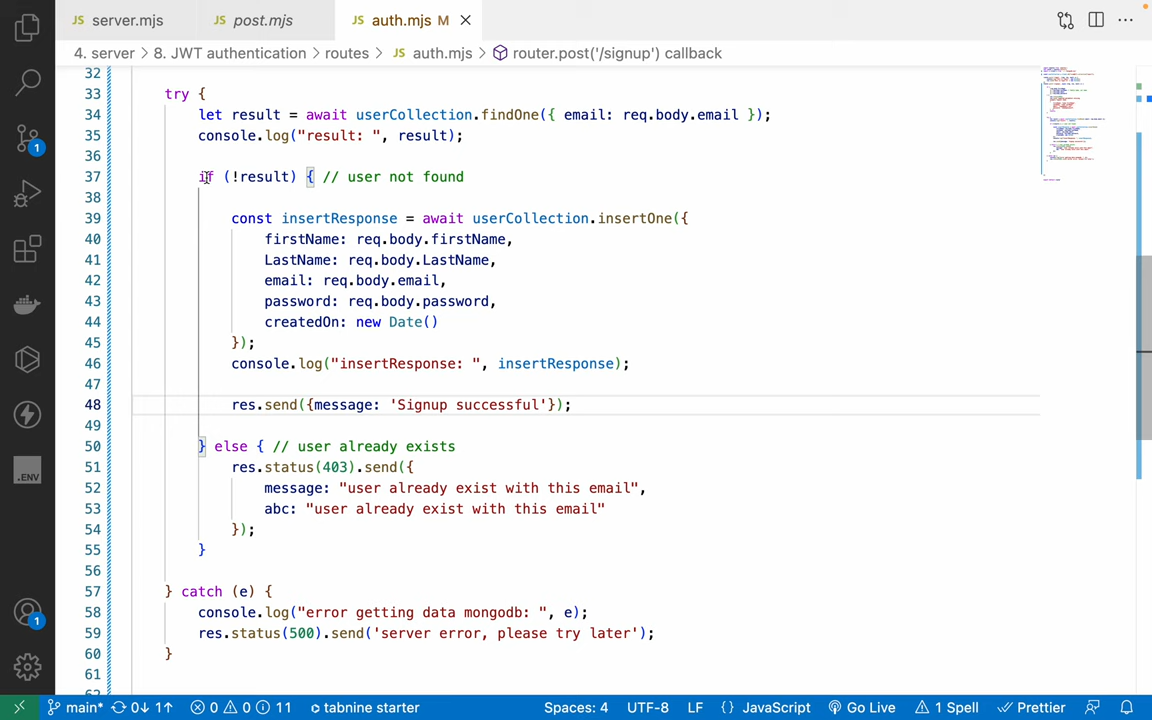 JS server.mjs JS post.mjs JS auth.mjs M
4. server > 8. JWT authentication > routes > JS auth.mjs > router.post('/signup') callback
32
33 try {
34 let result = await userCollection.findOne({ email: req.body.email });
35 console.log("result: ", result);
36
37 if (!result) { // user not found
38
39 const insertResponse = await userCollection.insertOne({
40 firstName: req.body.firstName,
41 LastName: req.body.LastName,
42 email: req.body.email,
43 password: req.body.password,
44 createdOn: new Date()
45 });
46 console.log("insertResponse: ", insertResponse);
47
48 res.send({message: 'Signup successful'});
49
50 } else { // user already exists
51 res.status(403).send({
52 message: "user already exist with this email",
53 abc: "user already exist with this email"
54 });
55 }
56
57 } catch (e) {
58 console.log("error getting data mongodb: ", e);
59 res.status(500).send('server error, please try later');
60 }
61
62
1
.ENV
1
main* 0↓ 1↑ 0 0 11 tabnine starter Spaces: 4 UTF-8 LF {} JavaScript Go Live 1 Spell Prettier